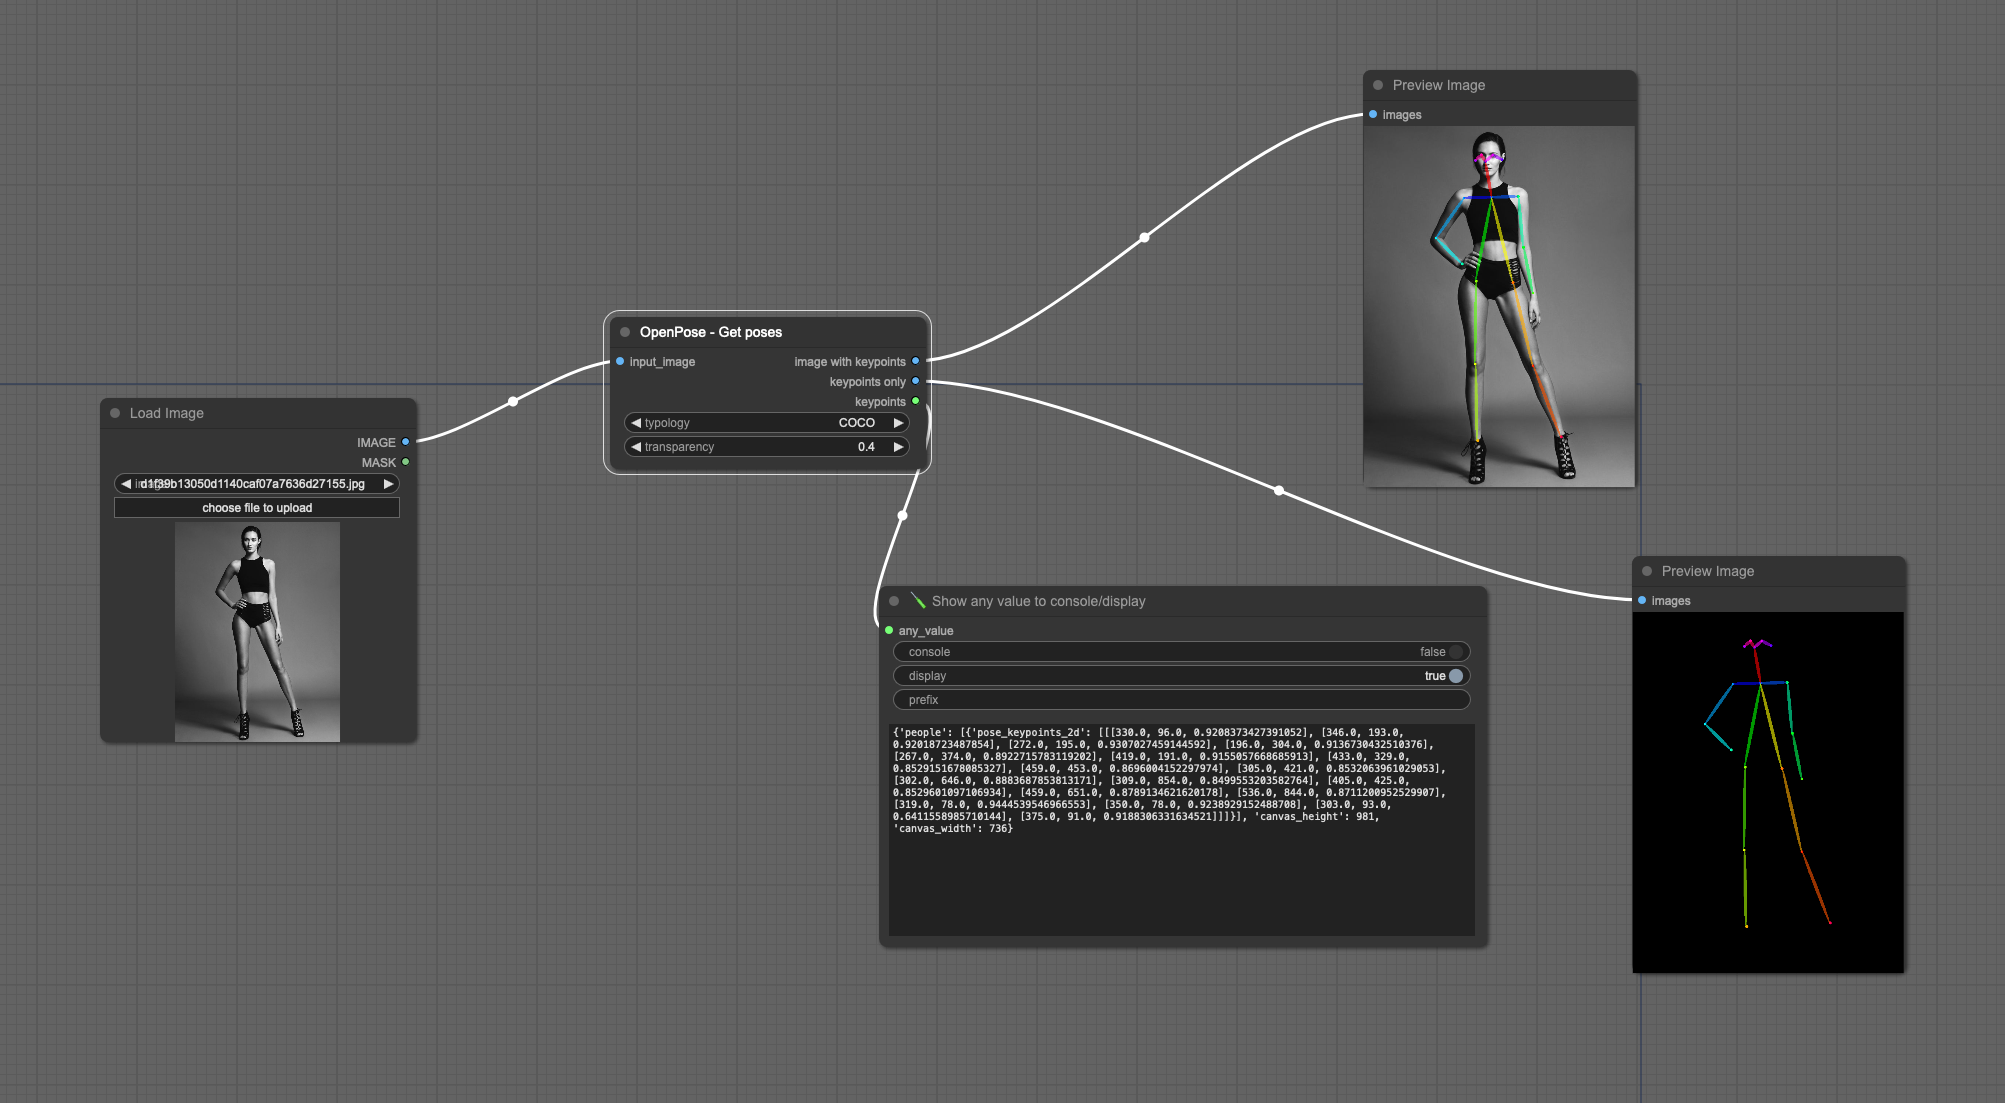 Preview Image
images
OpenPose - Get poses
input_image
image with keypoints
keypoints only
keypoints
typology
COCO
transparency
0.4
Load Image
IMAGE
MASK
d1f39b13050d1140caf07a7636d27155.jpg
choose file to upload
Show any value to console/display
any_value
console
false
display
true
prefix
{'people': [{'pose_keypoints_2d': [[[330.0, 96.0, 0.9208373427391052], [346.0, 193.0,
0.92018723487854], [272.0, 195.0, 0.9307027459144592], [196.0, 304.0, 0.9136730432510376],
[267.0, 374.0, 0.8922715783119202], [419.0, 191.0, 0.9155057668685913], [433.0, 329.0,
0.8529151678085327], [459.0, 453.0, 0.8696004152297974], [305.0, 421.0, 0.8532063961029053],
[302.0, 646.0, 0.8883687853813171], [309.0, 854.0, 0.8499553203582764], [405.0, 425.0,
0.8529601097106934], [459.0, 651.0, 0.8789134621620178], [536.0, 844.0, 0.8711200952529907],
[319.0, 78.0, 0.9444539546966553], [350.0, 78.0, 0.9238929152488708], [303.0, 93.0,
0.6411558985710144], [375.0, 91.0, 0.9188306331634521]]]}], 'canvas_height': 981,
'canvas_width': 736}
Preview Image
images